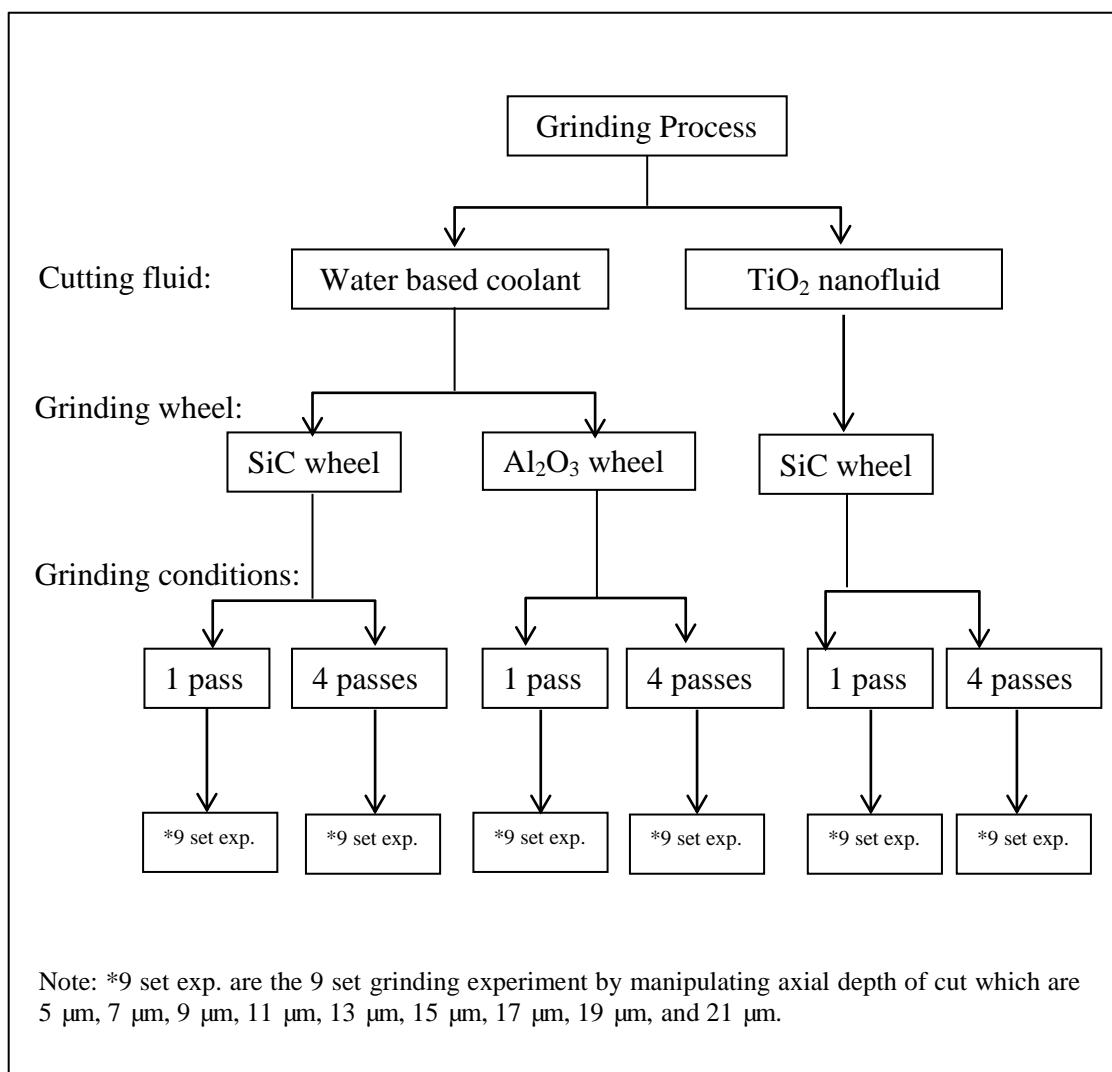 Grinding Process
Cutting fluid:
Water based coolant
TiO₂ nanofluid
Grinding wheel:
SiC wheel
Al₂O₃ wheel
SiC wheel
Grinding conditions:
1 pass
4 passes
1 pass
4 passes
1 pass
4 passes
*9 set exp.
*9 set exp.
*9 set exp.
*9 set exp.
*9 set exp.
*9 set exp.
Note: *9 set exp. are the 9 set grinding experiment by manipulating axial depth of cut which are
5 µm, 7 µm, 9 µm, 11 µm, 13 µm, 15 µm, 17 µm, 19 µm, and 21 µm.